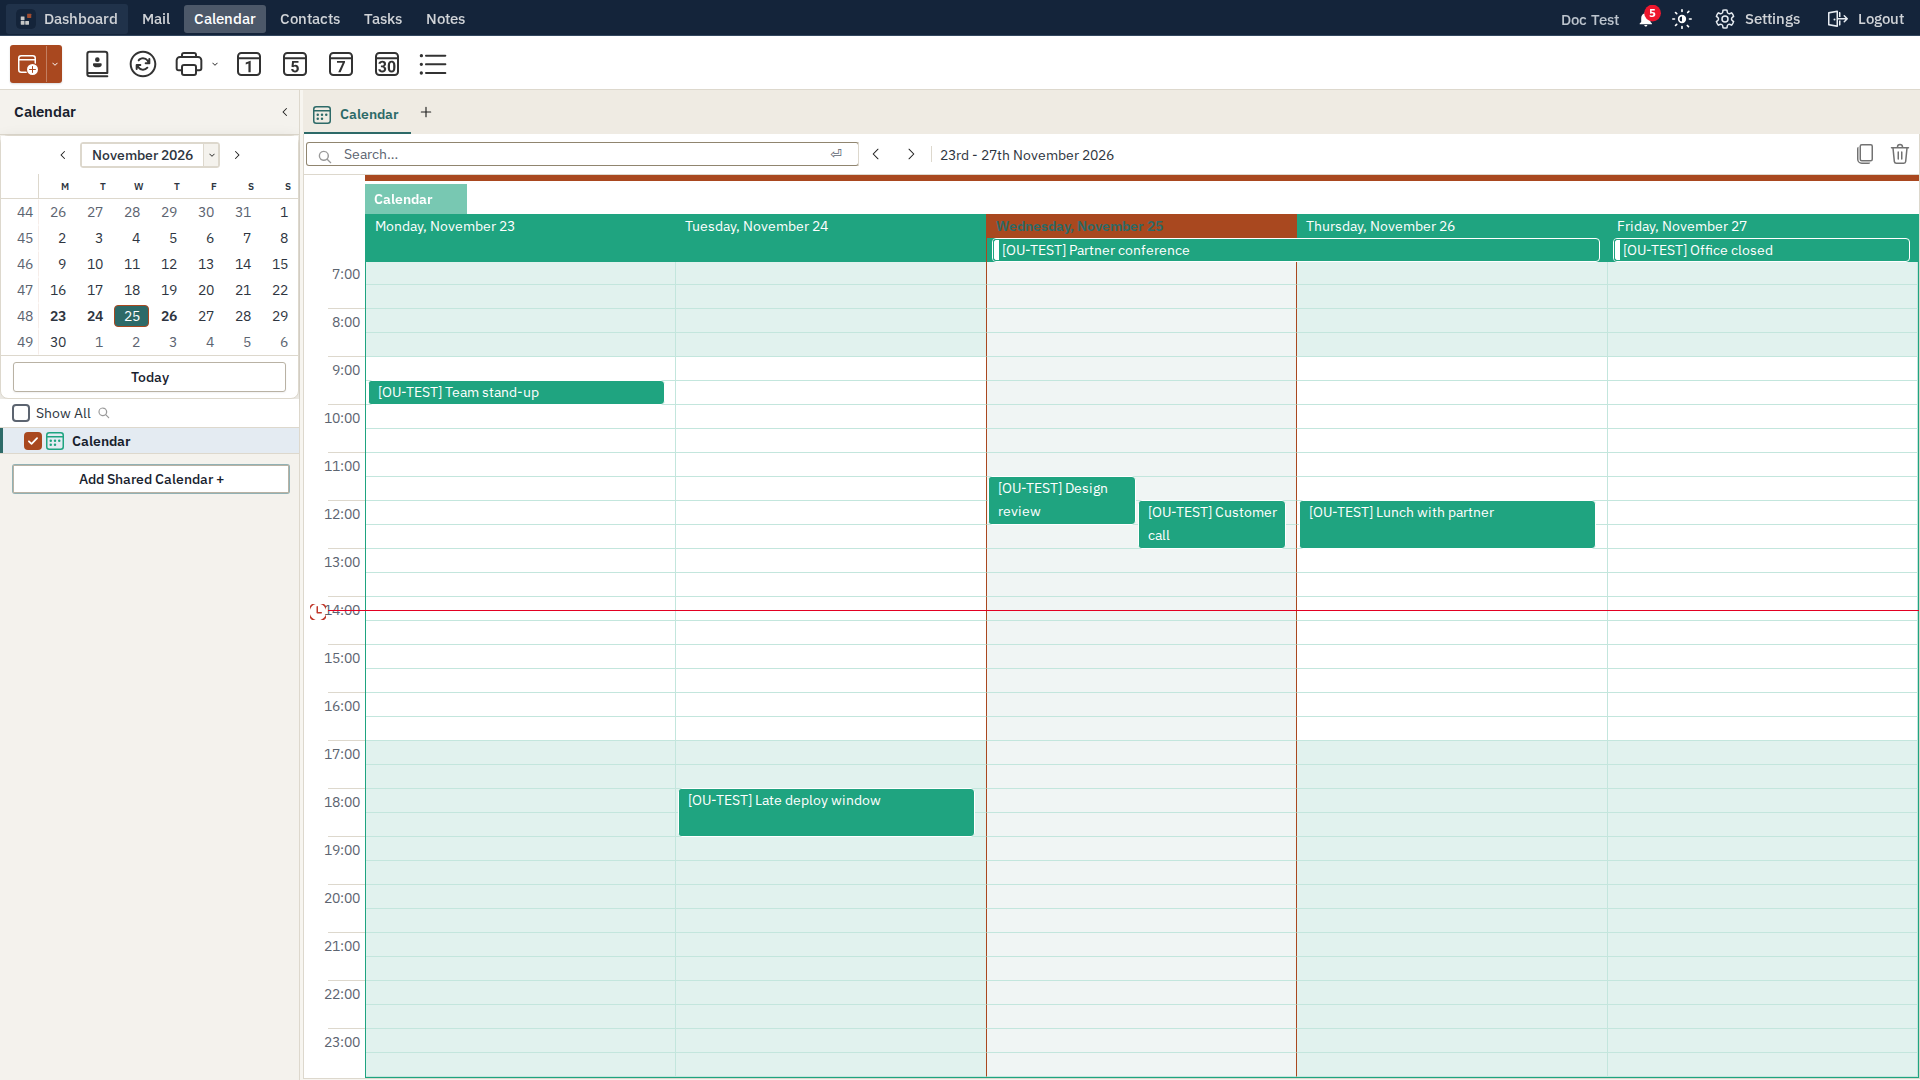 Dashboard
Mail
Calendar
Contacts
Tasks
Notes
Doc Test
5
Settings
Logout
1
5
7
30
Calendar
November 2026
M T W T F S S
44 26 27 28 29 30 31 1
45 2 3 4 5 6 7 8
46 9 10 11 12 13 14 15
47 16 17 18 19 20 21 22
48 23 24 25 26 27 28 29
49 30 1 2 3 4 5 6
Today
Show All
Calendar
Add Shared Calendar +
Calendar +
Search...
23rd - 27th November 2026
Calendar
Monday, November 23
Tuesday, November 24
Wednesday, November 25
Thursday, November 26
Friday, November 27
[OU-TEST] Partner conference
[OU-TEST] Office closed
7:00
8:00
9:00
[OU-TEST] Team stand-up
10:00
11:00
[OU-TEST] Design
review
12:00
[OU-TEST] Customer
call
[OU-TEST] Lunch with partner
13:00
14:00
15:00
16:00
17:00
18:00
[OU-TEST] Late deploy window
19:00
20:00
21:00
22:00
23:00